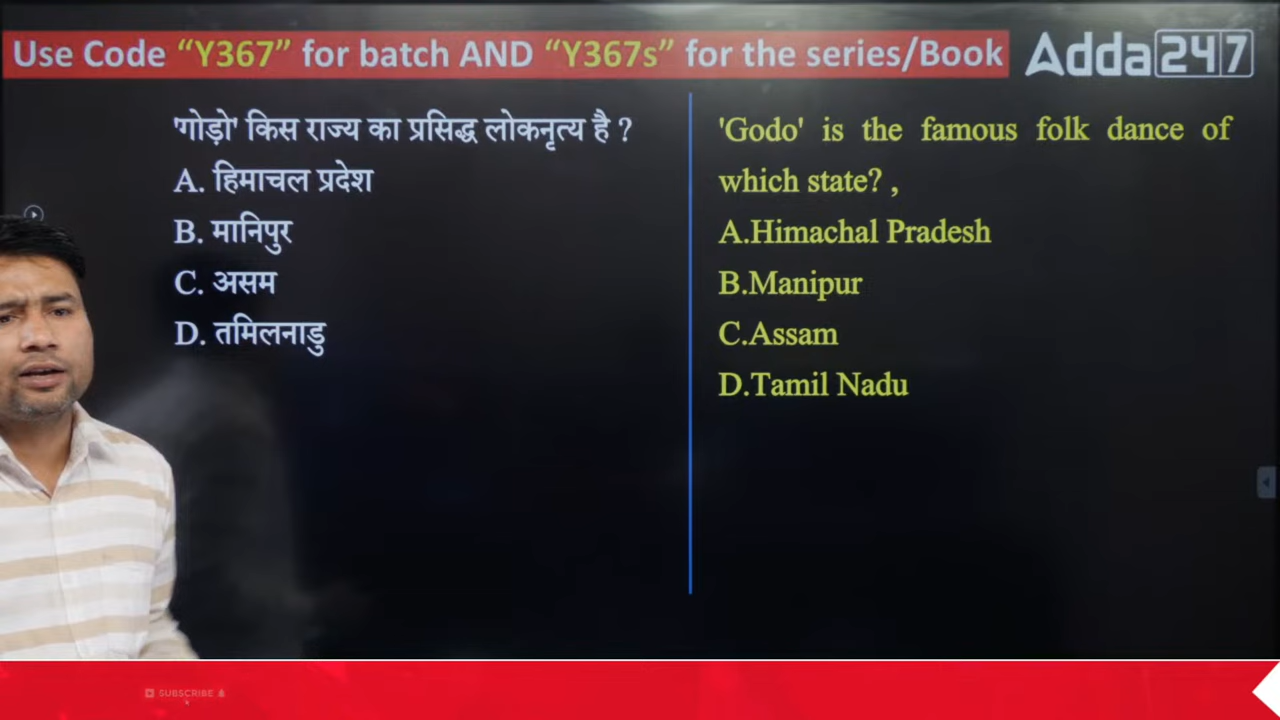 Use Code “Y367” for batch AND “Y367s” for the series/Book
Adda247
'गोड़ो' किस राज्य का प्रसिद्ध लोकनृत्य है ?
A. हिमाचल प्रदेश
B. मानिपुर
C. असम
D. तमिलनाडु
'Godo' is the famous folk dance of
which state? ,
A.Himachal Pradesh
B.Manipur
C.Assam
D.Tamil Nadu
SUBSCRIBE